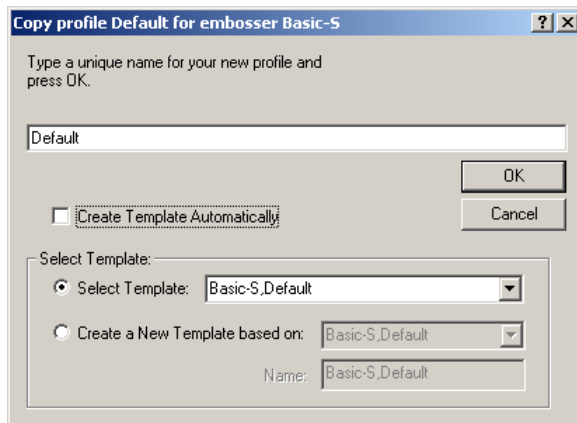 Copy profile Default for embosser Basic-S
Type a unique name for your new profile and
press OK.
Default
OK
Create Template Automatically
Cancel
Select Template:
Select Template: Basic-S,Default
Create a New Template based on: Basic-S,Default
Name: Basic-S,Default